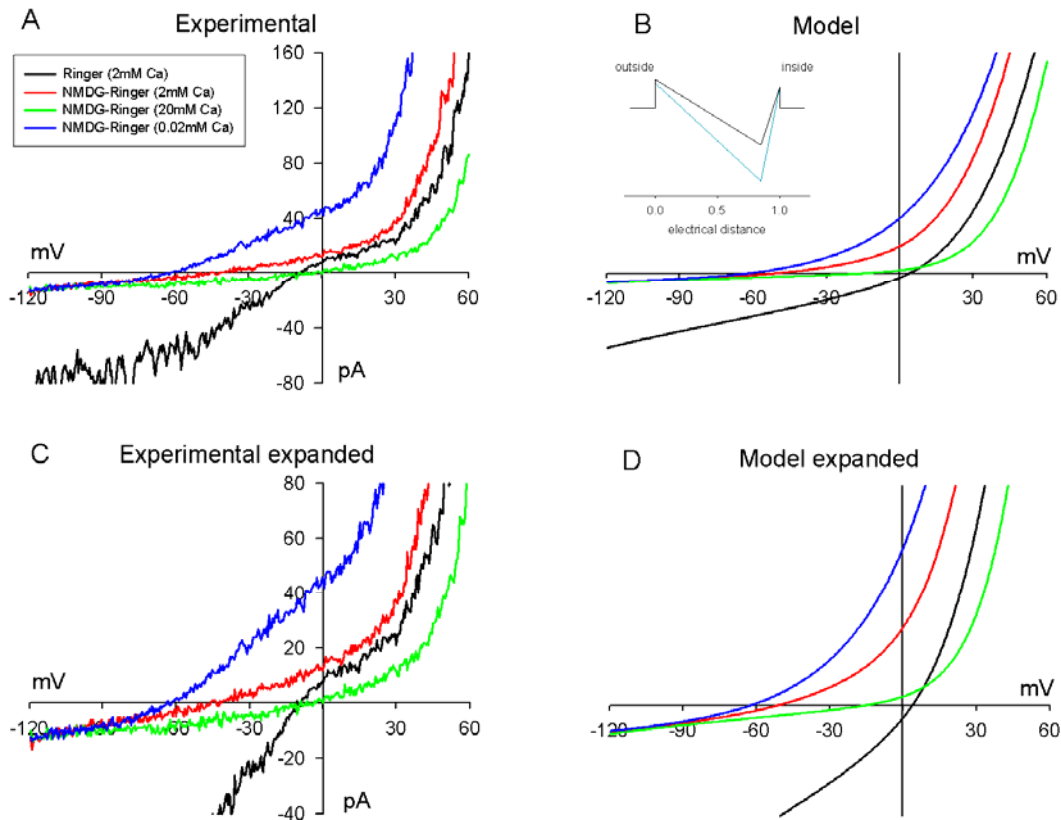 A
Experimental
Ringer (2mM Ca)
NMDG-Ringer (2mM Ca)
NMDG-Ringer (20mM Ca)
NMDG-Ringer (0.02mM Ca)
160
120
80
40
mV
-120 -90 -60 -30 30 60
-40
-80
pA
B
Model
outside
inside
0.0 0.5 1.0
electrical distance
mV
-120 -90 -30 30 60
C
Experimental expanded
80
60
40
20
mV
-120 -90 -60 -30 30 60
-20
-40
pA
D
Model expanded
mV
-120 -90 -60 -30 30 60